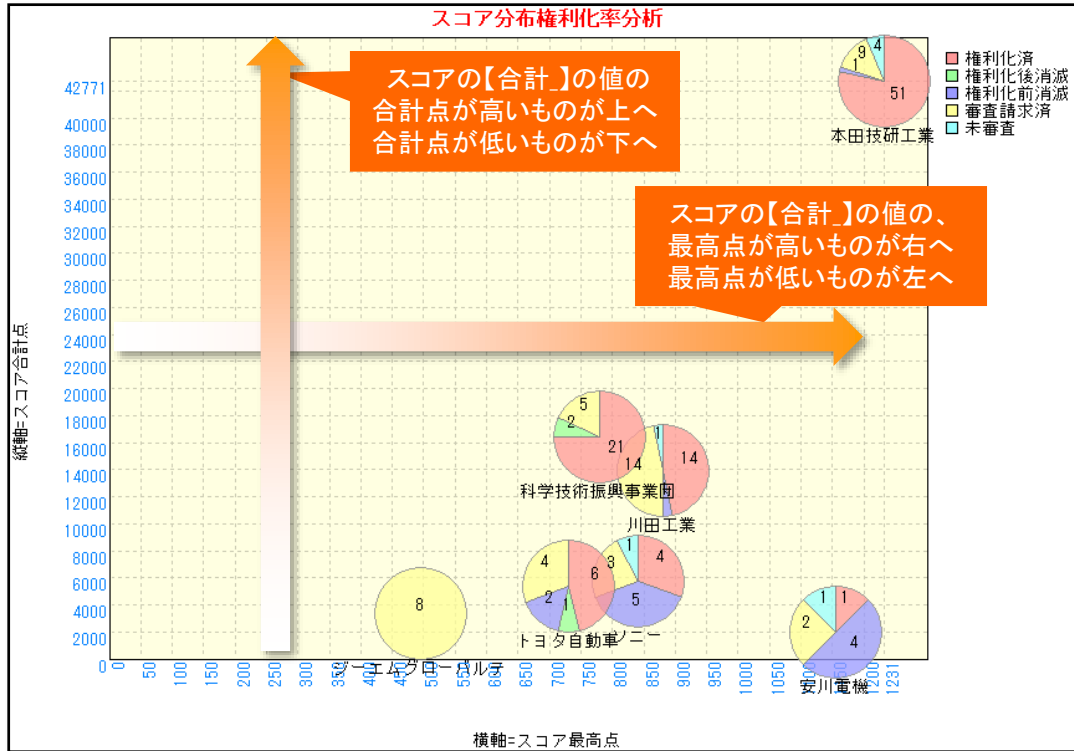 スコア分布権利化率分析
スコアの【合計_】の値の
合計点が高いものが上へ
合計点が低いものが下へ
スコアの【合計_】の値の、
最高点が高いものが右へ
最高点が低いものが左へ
権利化済
権利化後消滅
権利化前消滅
審査請求済
未審査
縦軸=スコア合計点
42771
40000
38000
36000
34000
32000
30000
28000
26000
24000
22000
20000
18000
16000
14000
12000
10000
8000
6000
4000
2000
0
51
1
9
4
本田技研工業
21
2
5
科学技術振興事業団
14
14
1
川田工業
6
1
2
4
トヨタ自動車
4
5
3
1
ソニー
8
ジーエムグローバルテ
1
4
2
1
安川電機
0 50 100 150 200 250 300 350 400 450 500 550 600 650 700 750 800 850 900 950 1000 1050 1200 1231
横軸=スコア最高点